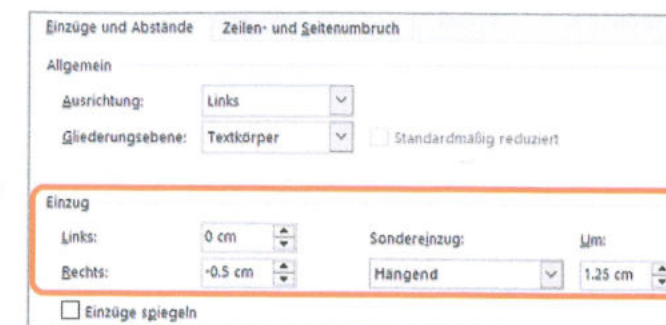 Einzüge und Abstände Zeilen- und Seitenumbruch
Allgemein
Ausrichtung: Links
Gliederungsebene: Textkörper Standardmäßig reduziert
Einzug
Links: 0 cm Sondereinzug: Um:
Rechts: -0.5 cm Hängend 1.25 cm
Einzüge spiegeln